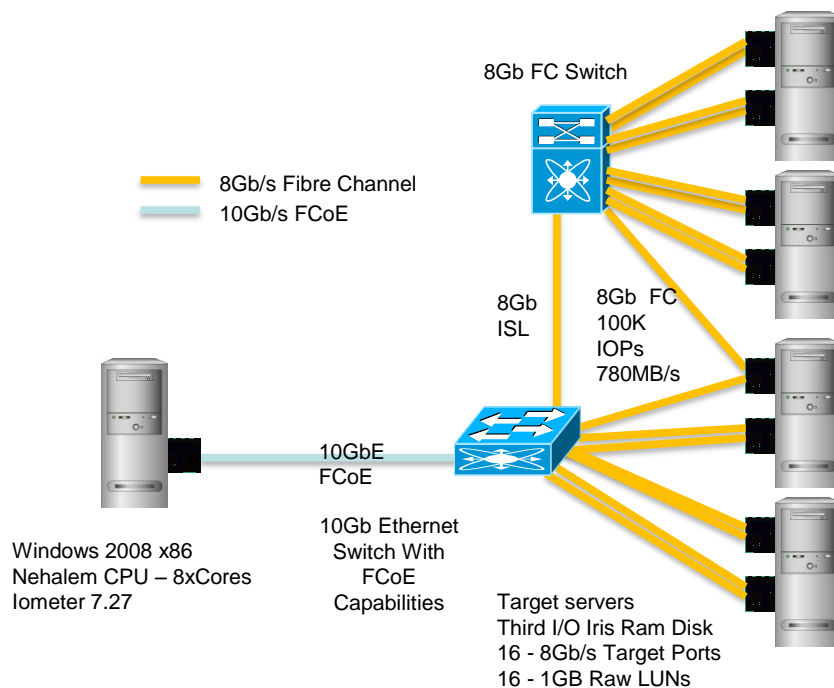 8Gb FC Switch
8Gb/s Fibre Channel
10Gb/s FCoE
8Gb
ISL
8Gb FC
100K
IOPs
780MB/s
10GbE
FCoE
Windows 2008 x86
Nehalem CPU – 8xCores
Iometer 7.27
10Gb Ethernet
Switch With
FCoE
Capabilities
Target servers
Third I/O Iris Ram Disk
16 - 8Gb/s Target Ports
16 - 1GB Raw LUNs